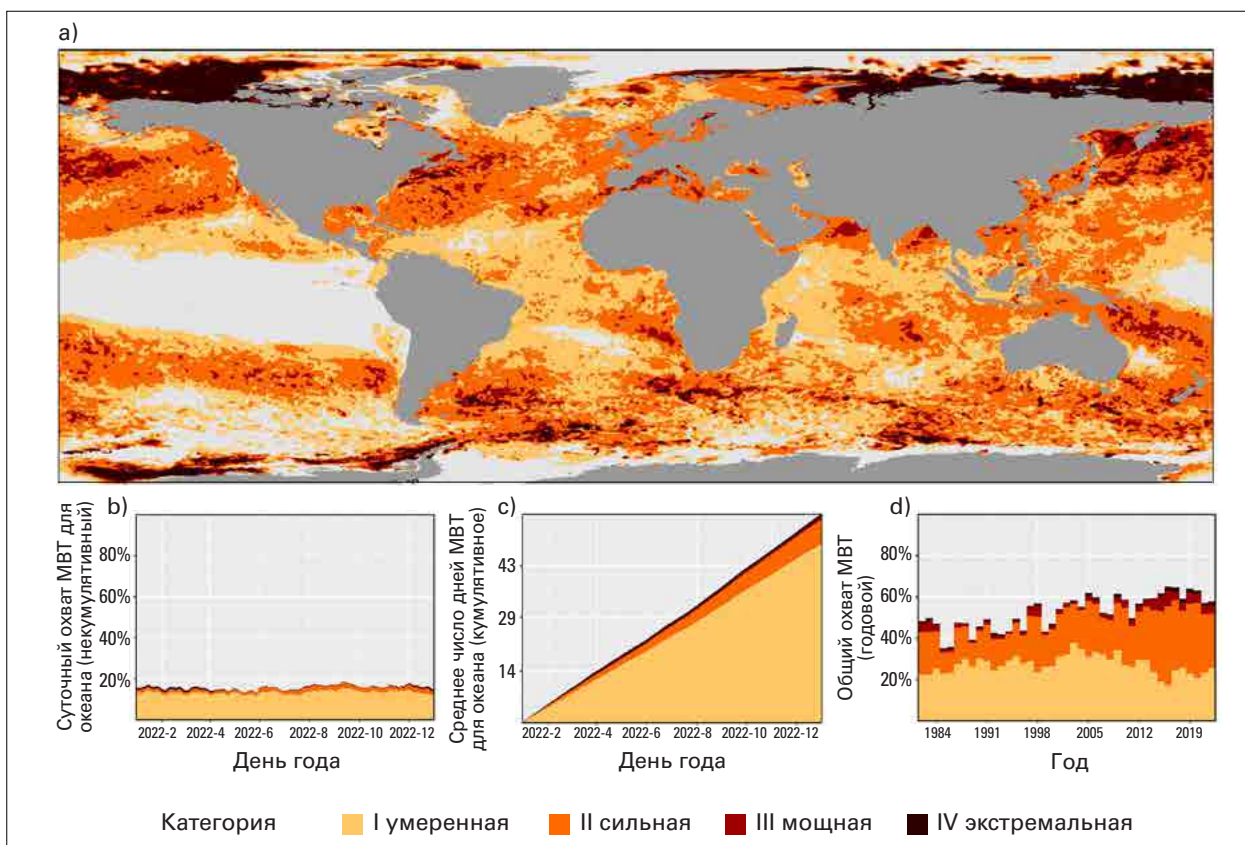 a)
b)
Суточный охват МВТ для
океана (некумулятивный)
80%
60%
40%
20%
2022-2 2022-4 2022-6 2022-8 2022-10 2022-12
День года
c)
Среднее число дней МВТ
для океана (кумулятивное)
43
29
14
2022-2 2022-4 2022-6 2022-8 2022-10 2022-12
День года
d)
Общий охват МВТ
(годовой)
80%
60%
40%
20%
1984 1991 1998 2005 2012 2019
Год
Категория I умеренная II сильная III мощная IV экстремальная